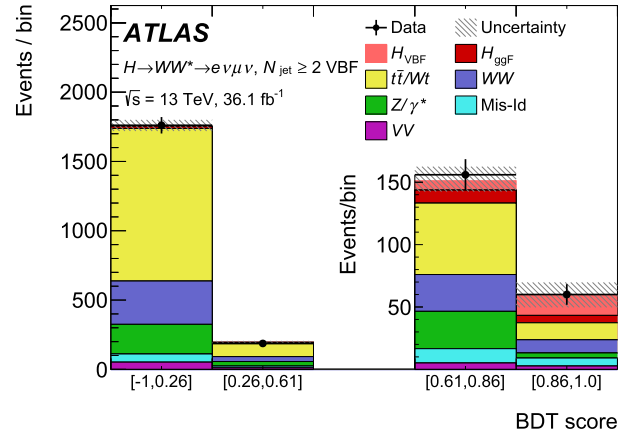 ATLAS
H→WW*→eνμν, N jet ≥ 2 VBF
√s = 13 TeV, 36.1 fb⁻¹
Data
Uncertainty
H VBF
H ggF
tt̄/Wt
WW
Z/γ*
Mis-Id
VV
Events / bin
2500
2000
1500
1000
500
0
Events/bin
150
100
50
[-1,0.26] [0.26,0.61] [0.61,0.86] [0.86,1.0]
BDT score